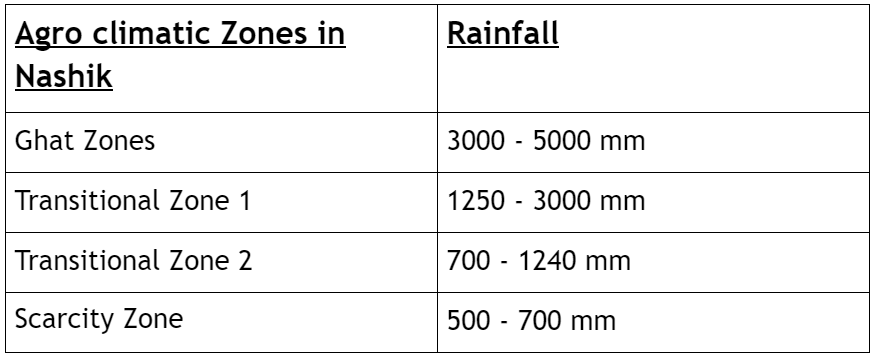 Agro climatic Zones in
Nashik
Rainfall
Ghat Zones
3000 - 5000 mm
Transitional Zone 1
1250 - 3000 mm
Transitional Zone 2
700 - 1240 mm
Scarcity Zone
500 - 700 mm